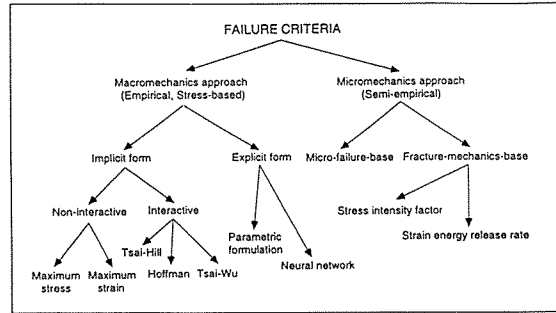 FAILURE CRITERIA
Macromechanics approach
(Empirical, Stress-based)
Micromechanics approach
(Semi-empirical)
Implicit form
Explicit form
Micro-failure-base
Fracture-mechanics-base
Non-interactive
Interactive
Stress intensity factor
Parametric
formulation
Strain energy release rate
Tsai-Hill
Neural network
Maximum
stress
Maximum
strain
Hoffman
Tsai-Wu